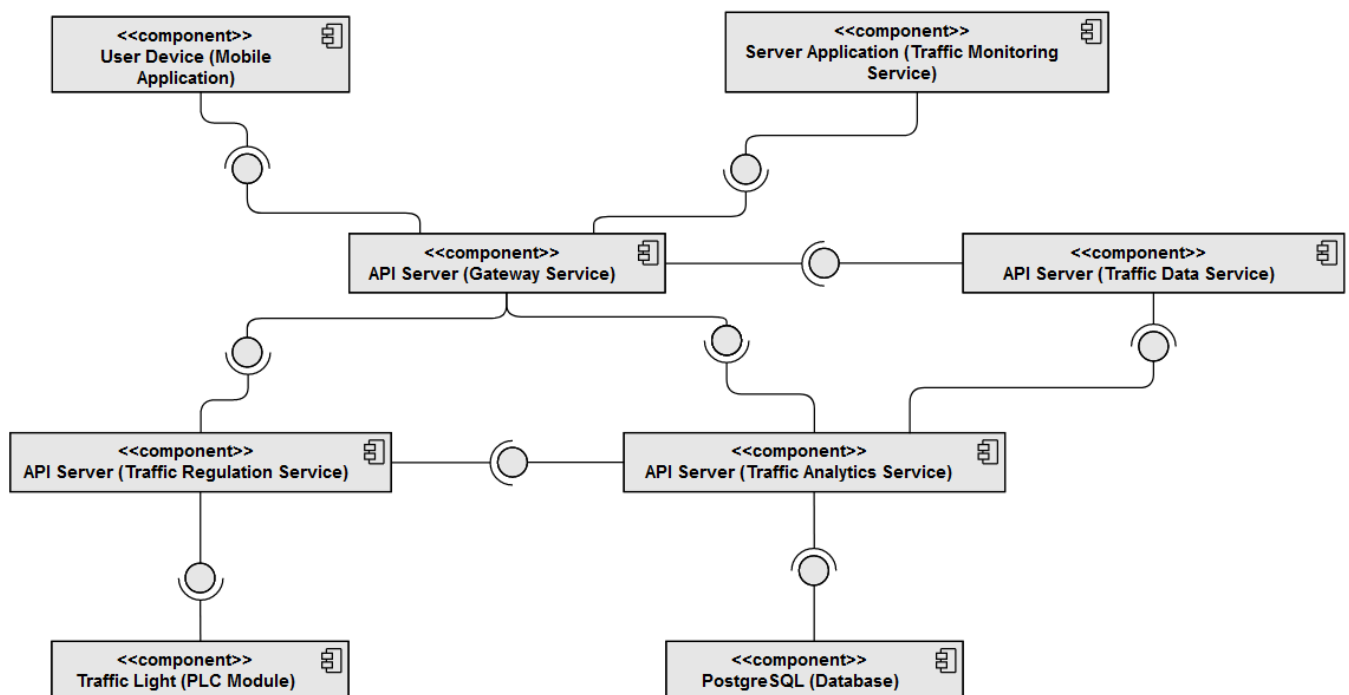 <<component>>
User Device (Mobile
Application)
<<component>>
Server Application (Traffic Monitoring
Service)
<<component>>
API Server (Gateway Service)
<<component>>
API Server (Traffic Data Service)
<<component>>
API Server (Traffic Regulation Service)
<<component>>
API Server (Traffic Analytics Service)
<<component>>
Traffic Light (PLC Module)
<<component>>
PostgreSQL (Database)